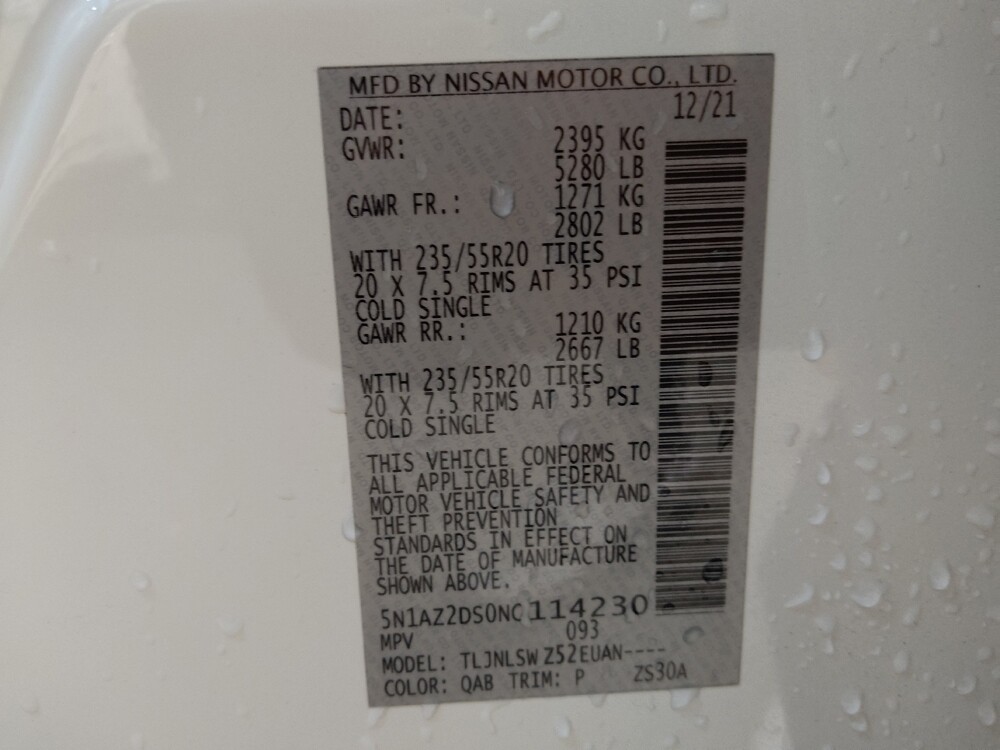 MFD BY NISSAN MOTOR CO., LTD.
DATE: 12/21
GVWR: 2395 KG
5280 LB
GAWR FR.: 1271 KG
2802 LB
WITH 235/55R20 TIRES
20 X 7.5 RIMS AT 35 PSI
COLD SINGLE
GAWR RR.: 1210 KG
2667 LB
WITH 235/55R20 TIRES
20 X 7.5 RIMS AT 35 PSI
COLD SINGLE
THIS VEHICLE CONFORMS TO
ALL APPLICABLE FEDERAL
MOTOR VEHICLE SAFETY AND
THEFT PREVENTION
STANDARDS IN EFFECT ON
THE DATE OF MANUFACTURE
SHOWN ABOVE.
5N1AZ2DS0NC114230
MPV 093
MODEL: TLJNLSW Z52EUAN----
COLOR: QAB TRIM: P ZS30A